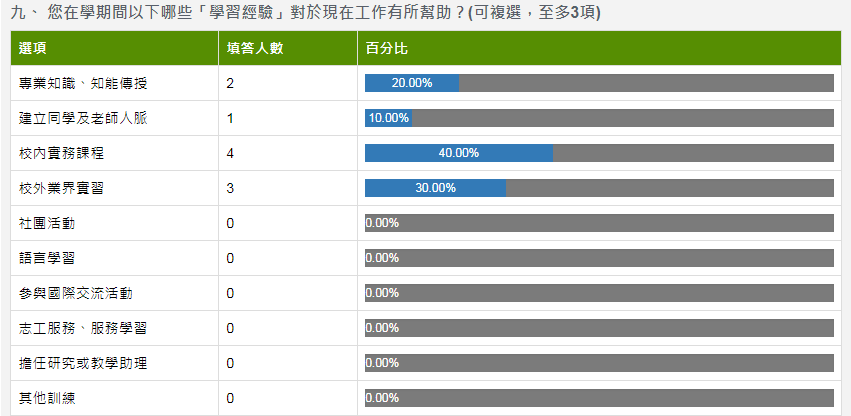 九、 您在學期間以下哪些「學習經驗」對於現在工作有所幫助？(可複選，至多3項)
選項 填答人數 百分比
專業知識、知能傳授 2 20.00%
建立同學及老師人脈 1 10.00%
校內實務課程 4 40.00%
校外業界實習 3 30.00%
社團活動 0 0.00%
語言學習 0 0.00%
參與國際交流活動 0 0.00%
志工服務、服務學習 0 0.00%
擔任研究或教學助理 0 0.00%
其他訓練 0 0.00%